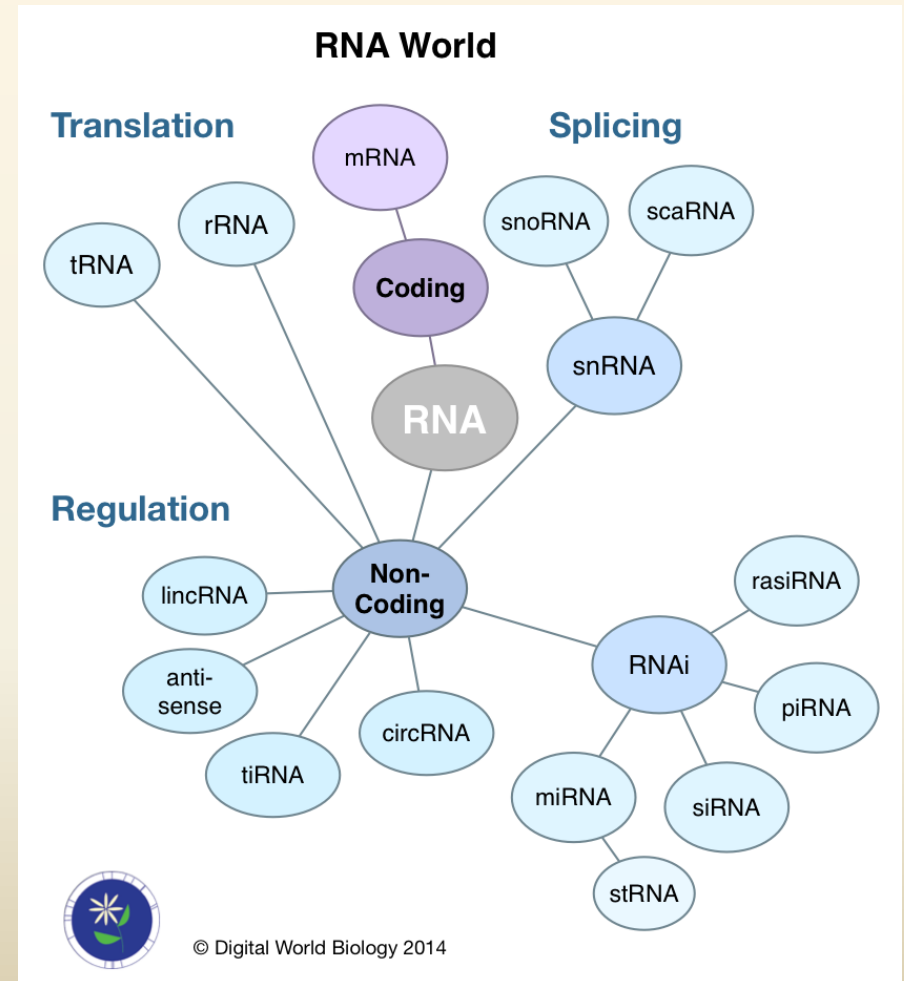 RNA World
Translation
Splicing
mRNA
snoRNA
scaRNA
rRNA
tRNA
Coding
snRNA
RNA
Regulation
Non-
Coding
lincRNA
rasiRNA
RNAi
anti-
sense
piRNA
circRNA
tiRNA
miRNA
siRNA
stRNA
© Digital World Biology 2014